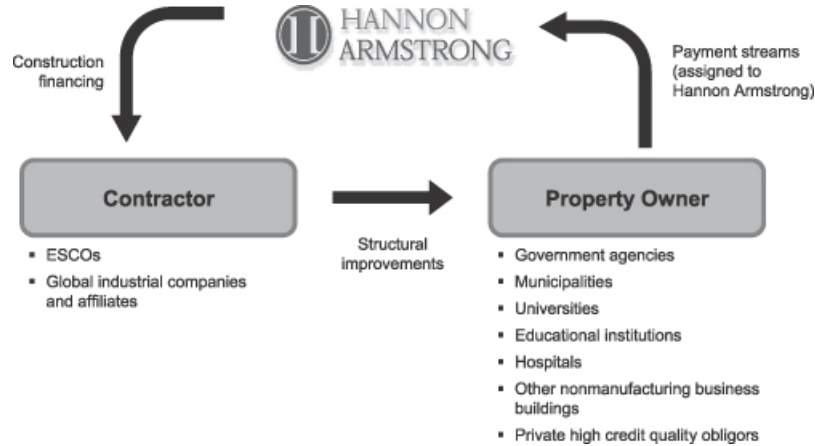 HANNON
ARMSTRONG
Construction
financing
Payment streams
(assigned to
Hannon Armstrong)
Contractor
Structural
improvements
Property Owner
▪ ESCOs
▪ Global industrial companies
and affiliates
▪ Government agencies
▪ Municipalities
▪ Universities
▪ Educational institutions
▪ Hospitals
▪ Other nonmanufacturing business
buildings
▪ Private high credit quality obligors